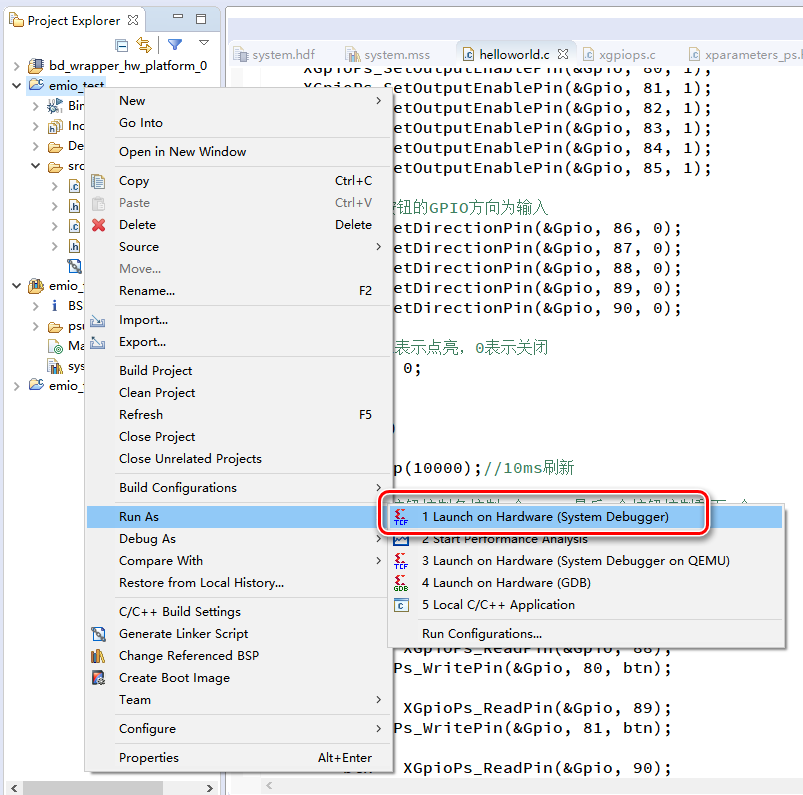 Project Explorer
bd_wrapper_hw_platform_0
emio_test
Bin
Inc
De
src
emio_
BS
psu
Ma
sys
emio_
New
Go Into
Open in New Window
Copy Ctrl+C
Paste Ctrl+V
Delete Delete
Source
Move...
Rename... F2
Import...
Export...
Build Project
Clean Project
Refresh F5
Close Project
Close Unrelated Projects
Build Configurations
Run As
Debug As
Compare With
Restore from Local History...
C/C++ Build Settings
Generate Linker Script
Change Referenced BSP
Create Boot Image
Team
Configure
Properties Alt+Enter
1 Launch on Hardware (System Debugger)
2 Start Performance Analysis
3 Launch on Hardware (System Debugger on QEMU)
4 Launch on Hardware (GDB)
5 Local C/C++ Application
Run Configurations...
system.hdf system.mss helloworld.c xgpiops.c xparameters_ps.h
XGpioPs_SetOutputEnablePin(&Gpio, 80, 1);
XGpioPs_SetOutputEnablePin(&Gpio, 81, 1);
etOutputEnablePin(&Gpio, 82, 1);
etOutputEnablePin(&Gpio, 83, 1);
etOutputEnablePin(&Gpio, 84, 1);
etOutputEnablePin(&Gpio, 85, 1);
钮的GPIO方向为输入
etDirectionPin(&Gpio, 86, 0);
etDirectionPin(&Gpio, 87, 0);
etDirectionPin(&Gpio, 88, 0);
etDirectionPin(&Gpio, 89, 0);
etDirectionPin(&Gpio, 90, 0);
表示点亮，0表示关闭
0;
)
p(10000);//10ms刷新
XGpioPs_ReadPin(&Gpio, 88);
Ps_WritePin(&Gpio, 80, btn);
XGpioPs_ReadPin(&Gpio, 89);
Ps_WritePin(&Gpio, 81, btn);
XGpioPs_ReadPin(&Gpio, 90);